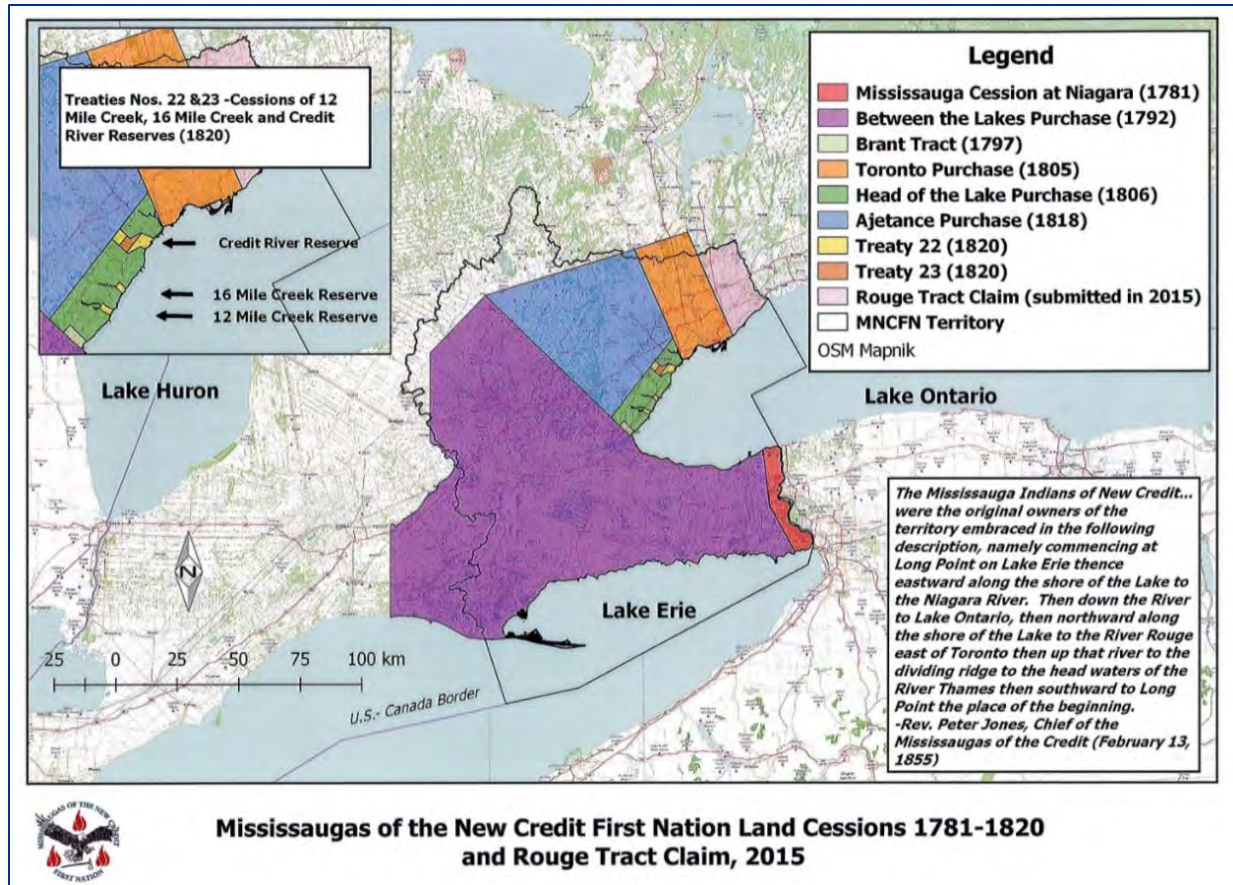 Treaties Nos. 22 &23 -Cessions of 12
Mile Creek, 16 Mile Creek and Credit
River Reserves (1820)
Credit River Reserve
16 Mile Creek Reserve
12 Mile Creek Reserve
Legend
Mississauga Cession at Niagara (1781)
Between the Lakes Purchase (1792)
Brant Tract (1797)
Toronto Purchase (1805)
Head of the Lake Purchase (1806)
Ajetance Purchase (1818)
Treaty 22 (1820)
Treaty 23 (1820)
Rouge Tract Claim (submitted in 2015)
MNCFN Territory
OSM Mapnik
Lake Huron
Lake Ontario
Lake Erie
N
25 0 25 50 75 100 km
U.S.- Canada Border
The Mississauga Indians of New Credit...
were the original owners of the
territory embraced in the following
description, namely commencing at
Long Point on Lake Erie thence
eastward along the shore of the Lake to
the Niagara River. Then down the River
to Lake Ontario, then northward along
the shore of the Lake to the River Rouge
east of Toronto then up that river to the
dividing ridge to the head waters of the
River Thames then southward to Long
Point the place of the beginning.
-Rev. Peter Jones, Chief of the
Mississaugas of the Credit (February 13,
1855)
MISSISSAUGAS OF THE NEW CREDIT
FIRST NATION
Mississaugas of the New Credit First Nation Land Cessions 1781-1820
and Rouge Tract Claim, 2015